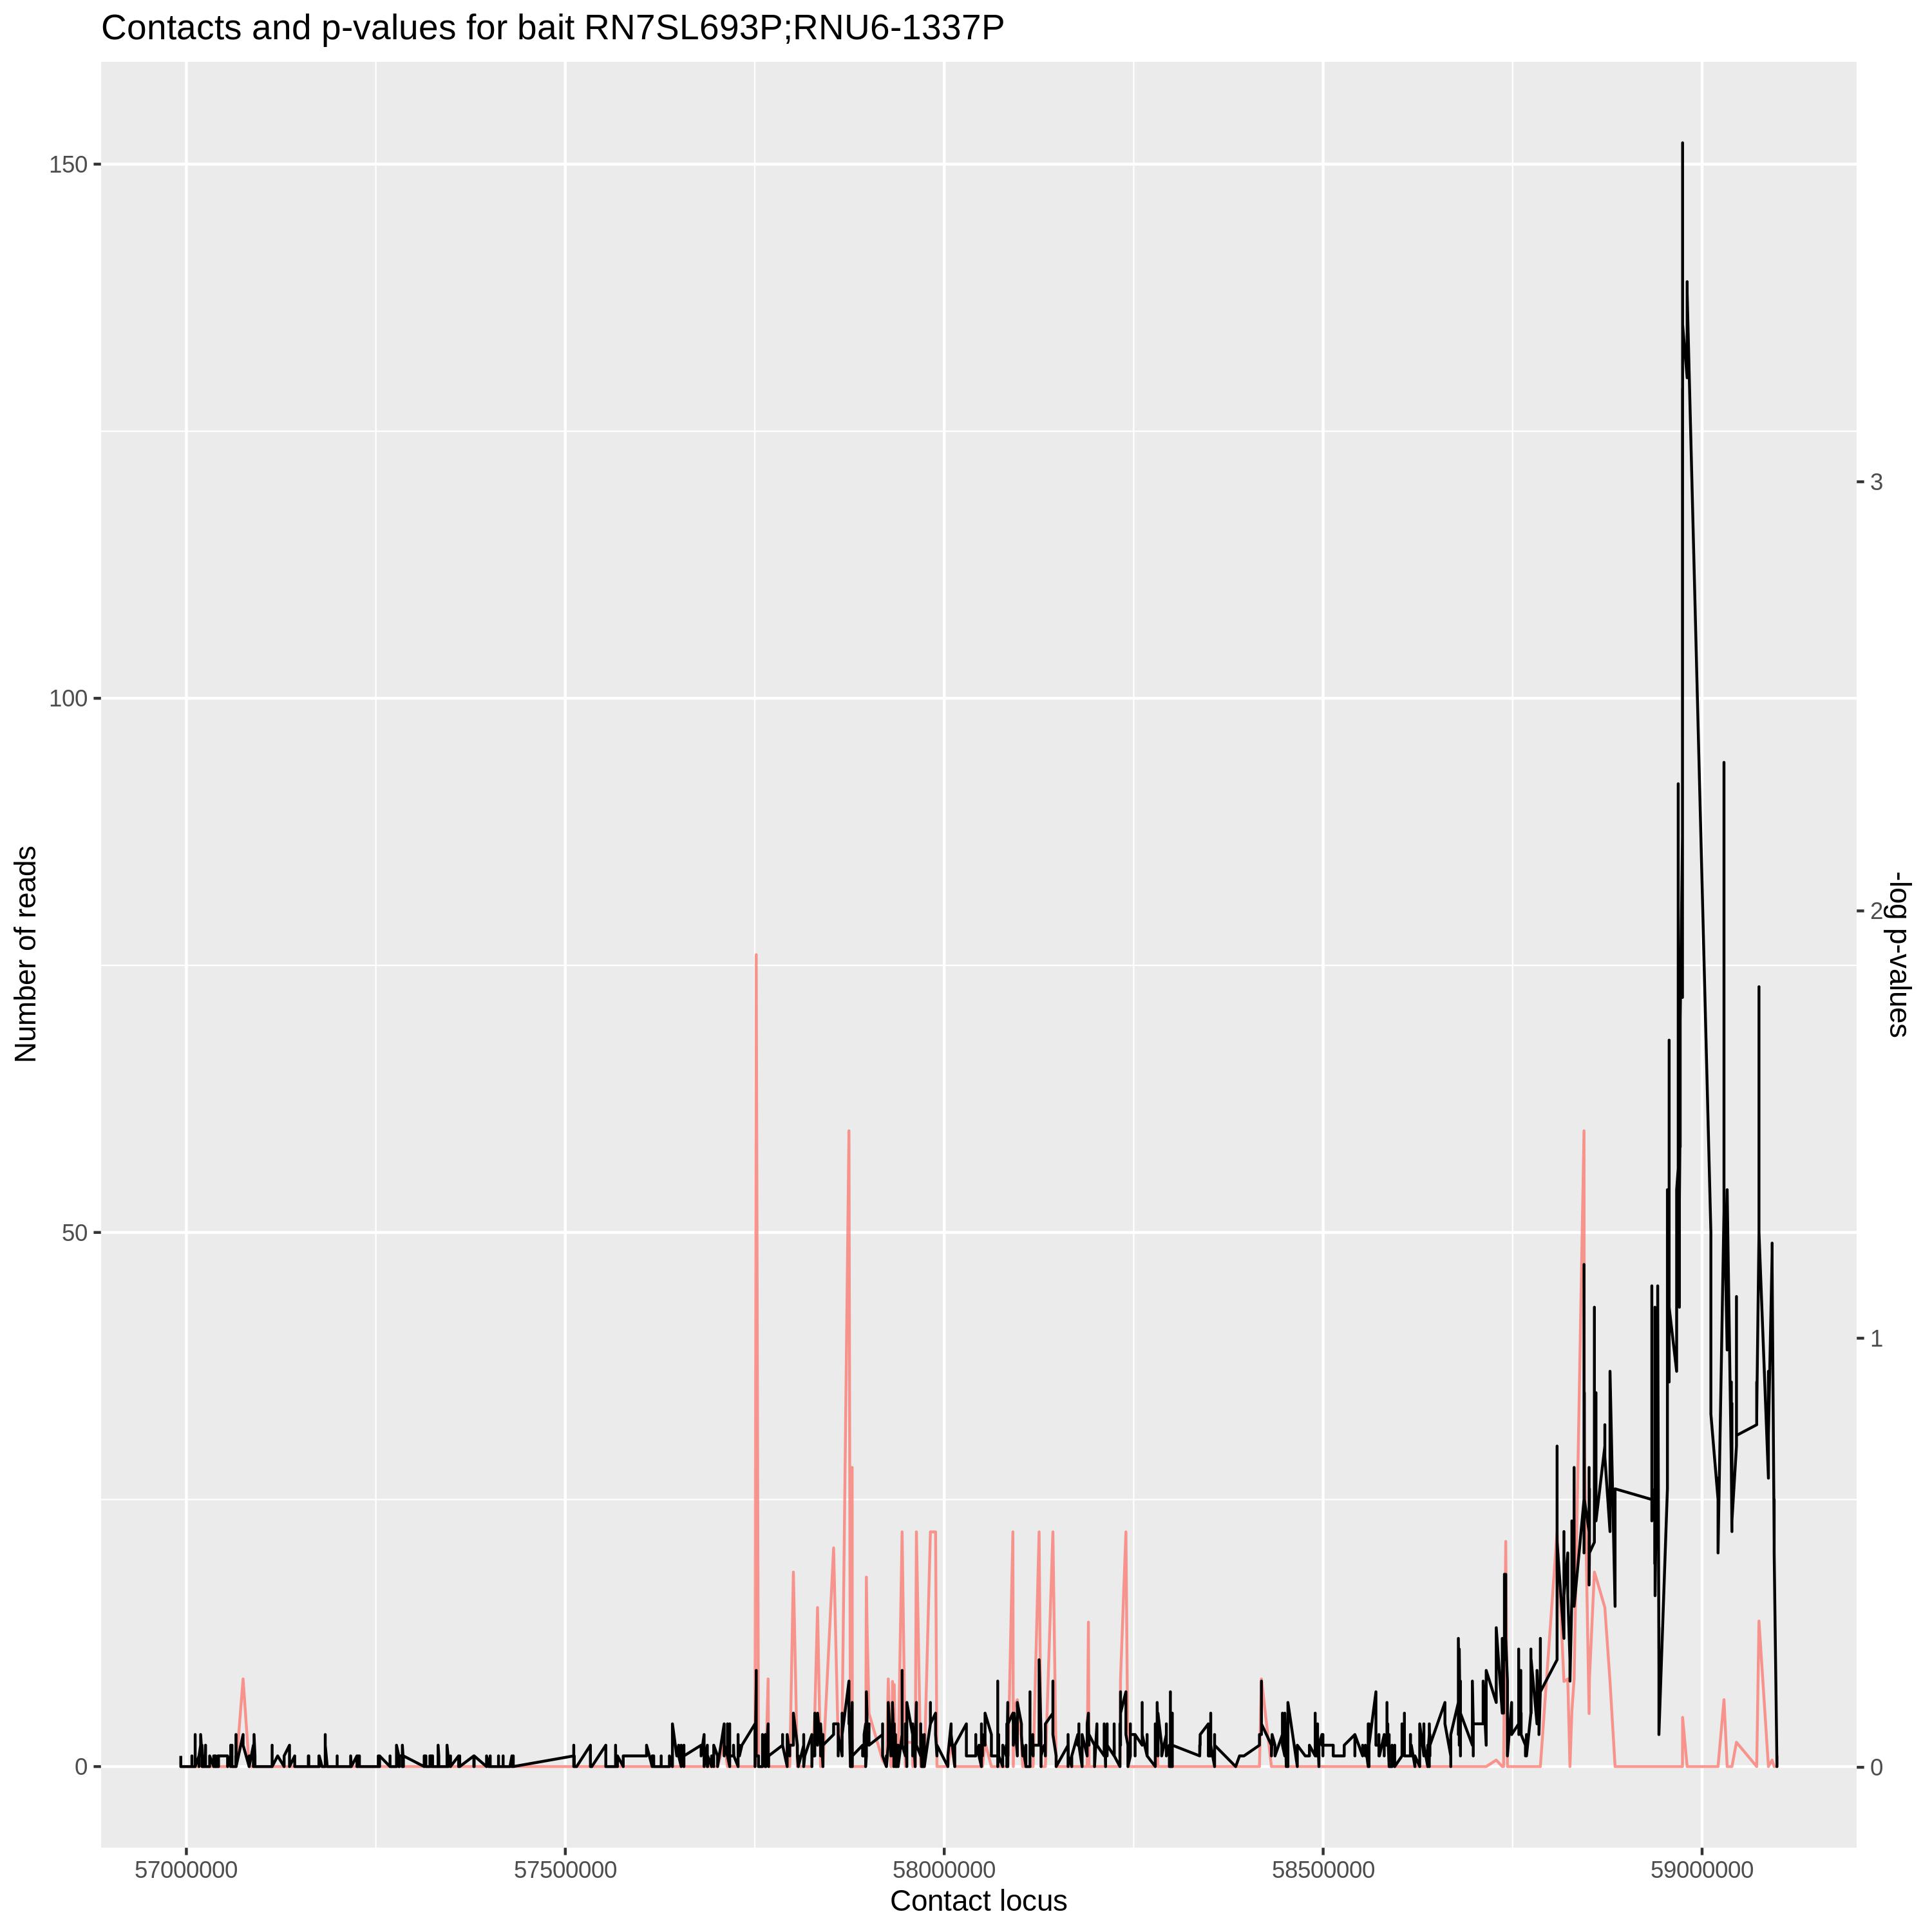 Contacts and p-values for bait RN7SL693P;RNU6-1337P
150
100
50
0
Number of reads
3
2
1
0
-log p-values
57000000 57500000 58000000 58500000 59000000
Contact locus